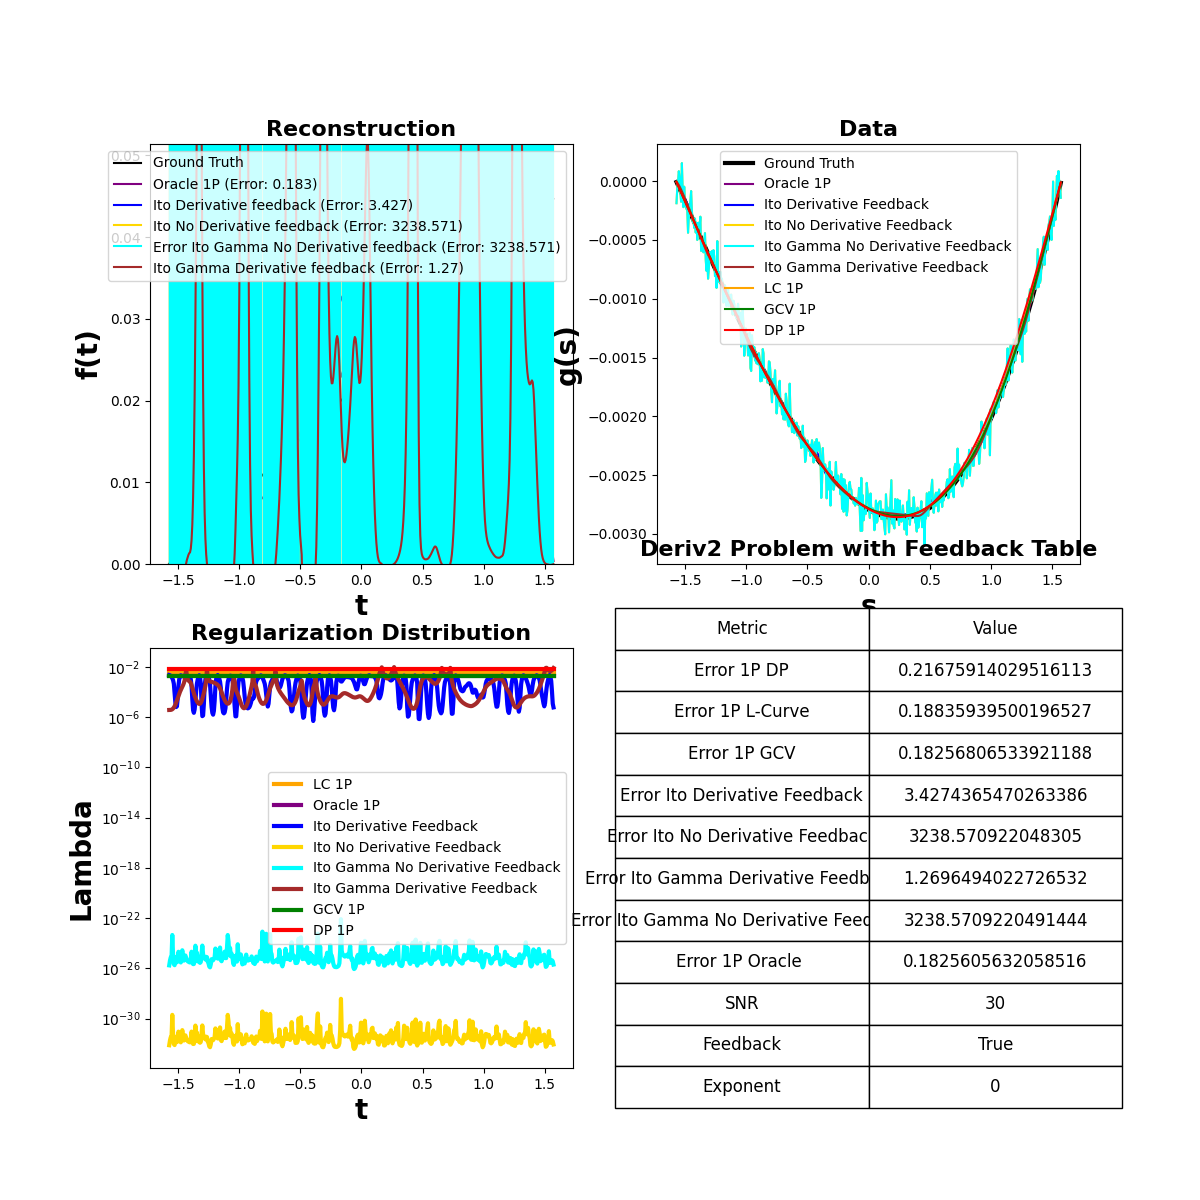 Reconstruction
0.05
0.04
0.03
0.02
0.01
0.00
f(t)
Ground Truth
Oracle 1P (Error: 0.183)
Ito Derivative feedback (Error: 3.427)
Ito No Derivative feedback (Error: 3238.571)
Error Ito Gamma No Derivative feedback (Error: 3238.571)
Ito Gamma Derivative feedback (Error: 1.27)
−1.5 −1.0 −0.5 0.0 0.5 1.0 1.5
t
Data
0.0000
−0.0005
−0.0010
−0.0015
−0.0020
−0.0025
−0.0030
g(s)
Ground Truth
Oracle 1P
Ito Derivative Feedback
Ito No Derivative Feedback
Ito Gamma No Derivative Feedback
Ito Gamma Derivative Feedback
LC 1P
GCV 1P
DP 1P
−1.5 −1.0 −0.5 0.0 0.5 1.0 1.5
s
Regularization Distribution
10−2
10−6
10−10
10−14
10−18
10−22
10−26
10−30
Lambda
LC 1P
Oracle 1P
Ito Derivative Feedback
Ito No Derivative Feedback
Ito Gamma No Derivative Feedback
Ito Gamma Derivative Feedback
GCV 1P
DP 1P
−1.5 −1.0 −0.5 0.0 0.5 1.0 1.5
t
Deriv2 Problem with Feedback Table
Metric Value
Error 1P DP 0.21675914029516113
Error 1P L-Curve 0.18835939500196527
Error 1P GCV 0.18256806533921188
Error Ito Derivative Feedback 3.4274365470263386
Error Ito No Derivative Feedbac 3238.570922048305
Error Ito Gamma Derivative Feedb 1.2696494022726532
Error Ito Gamma No Derivative Feed 3238.5709220491444
Error 1P Oracle 0.1825605632058516
SNR 30
Feedback True
Exponent 0